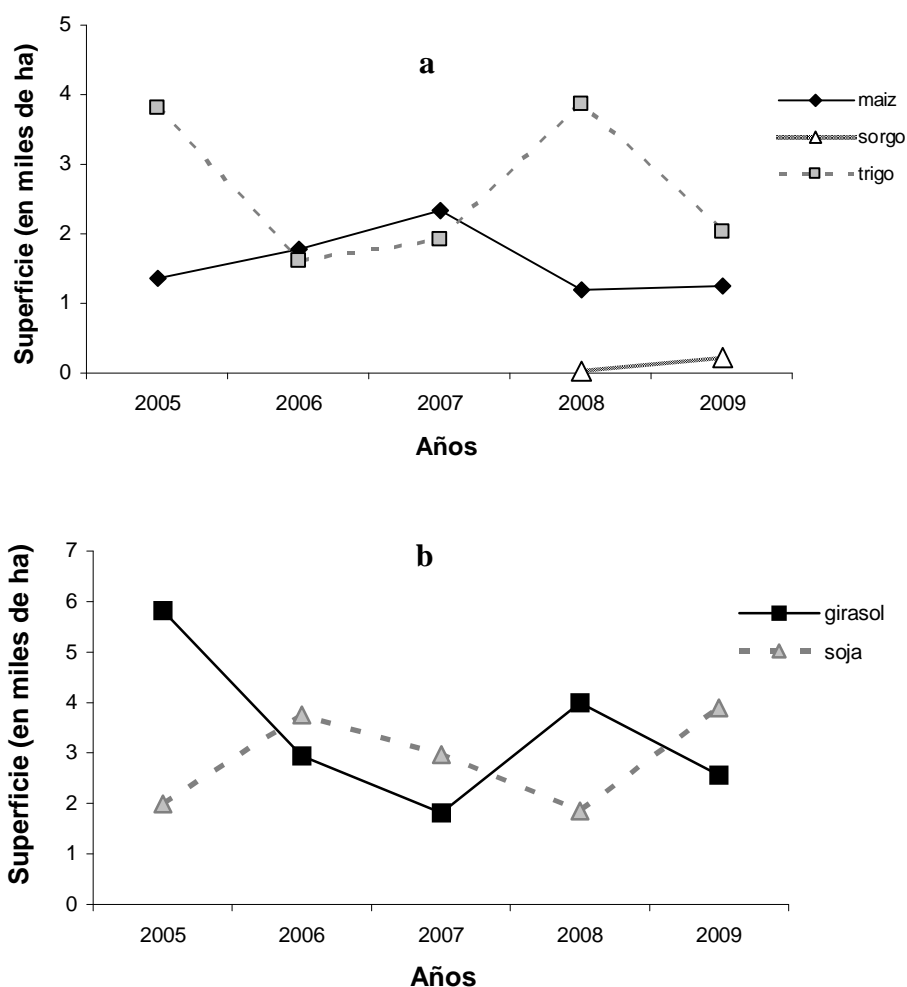 a
Superficie (en miles de ha)
5
4
3
2
1
0
2005 2006 2007 2008 2009
Años
maiz
sorgo
trigo
b
Superficie (en miles de ha)
7
6
5
4
3
2
1
0
2005 2006 2007 2008 2009
Años
girasol
soja